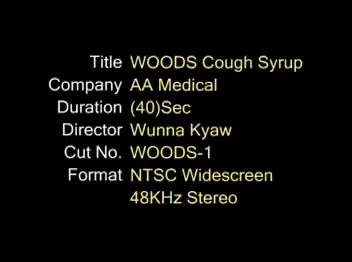 Title WOODS Cough Syrup
Company AA Medical
Duration (40)Sec
Director Wunna Kyaw
Cut No. WOODS-1
Format NTSC Widescreen
48KHz Stereo